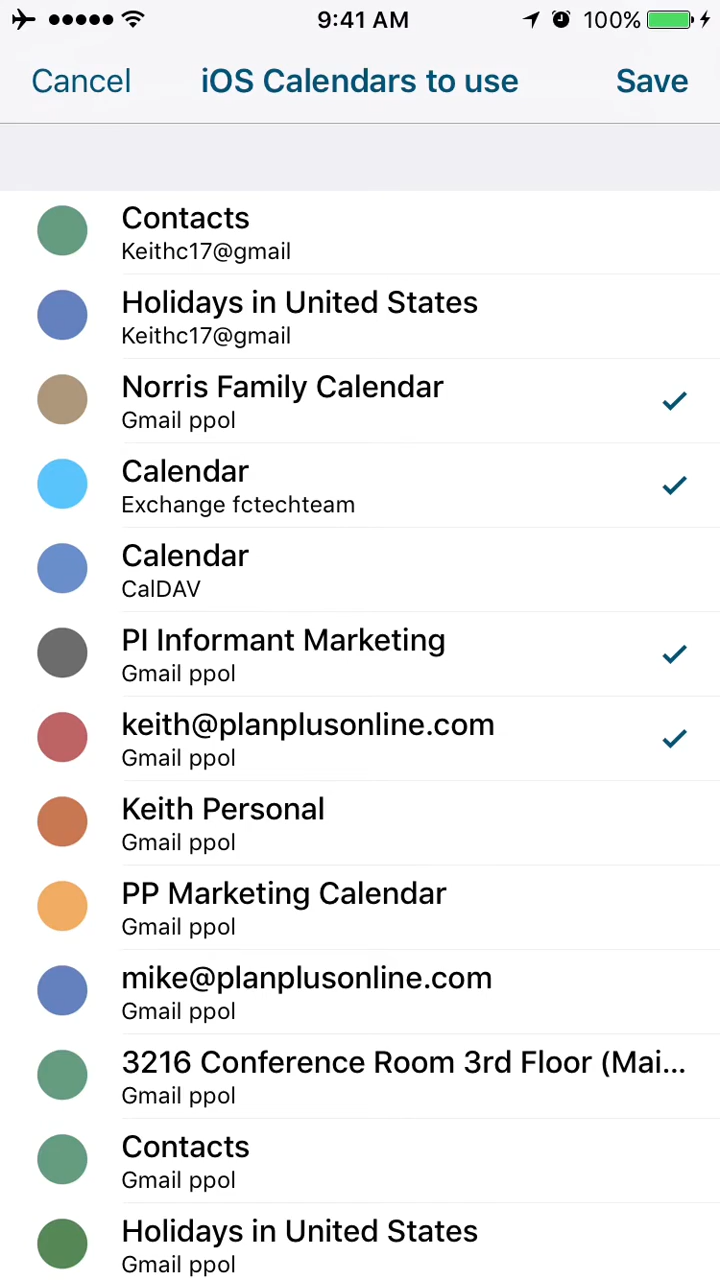 9:41 AM 100%
Cancel iOS Calendars to use Save
Contacts
Keithc17@gmail
Holidays in United States
Keithc17@gmail
Norris Family Calendar
Gmail ppol
Calendar
Exchange fctechteam
Calendar
CalDAV
PI Informant Marketing
Gmail ppol
keith@planplusonline.com
Gmail ppol
Keith Personal
Gmail ppol
PP Marketing Calendar
Gmail ppol
mike@planplusonline.com
Gmail ppol
3216 Conference Room 3rd Floor (Mai...
Gmail ppol
Contacts
Gmail ppol
Holidays in United States
Gmail ppol